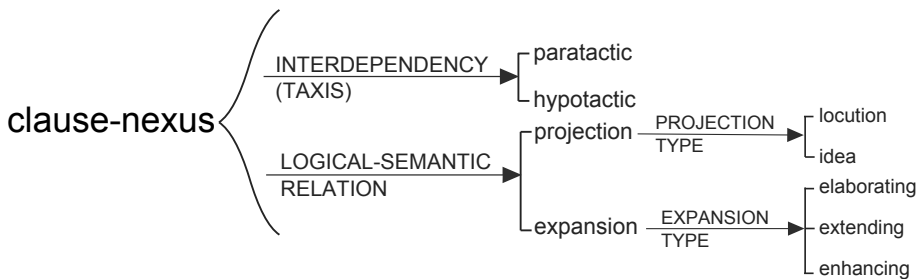 clause-nexus
INTERDEPENDENCY
(TAXIS)
paratactic
hypotactic
LOGICAL-SEMANTIC
RELATION
projection
PROJECTION
TYPE
locution
idea
expansion
EXPANSION
TYPE
elaborating
extending
enhancing